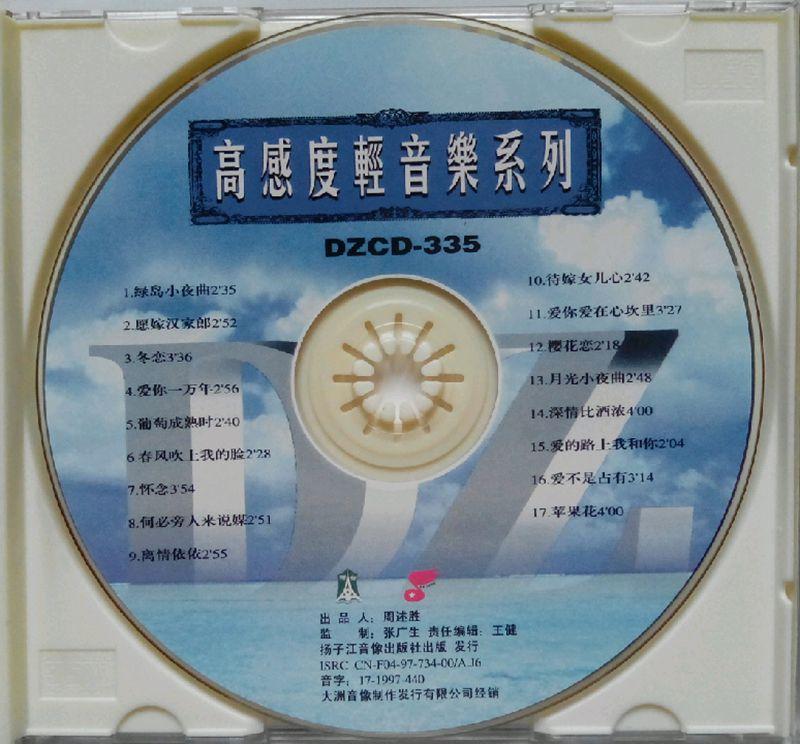 高感度輕音樂系列
DZCD-335
1.绿岛小夜曲2'35
2.愿嫁汉家郎2'52
3.冬恋3'36
4.爱你一万年2'56
5.葡萄成熟时2'40
6.春风吹上我的脸2'28
7.怀念3'54
8.何必旁人来说媒2'51
9.离情依依2'55
10.待嫁女儿心2'42
11.爱你爱在心坎里3'27
12.樱花恋2'18
13.月光小夜曲2'48
14.深情比酒浓4'00
15.爱的路上我和你2'04
16.爱不是占有3'14
17.苹果花4'00
DZ
出 品 人：周述胜
监 制：张广生 责任编辑：王健
扬子江音像出版社出版 发行
ISRC CN-F04-97-734-00/A.J6
音字：17-1997-440
大洲音像制作发行有限公司经销